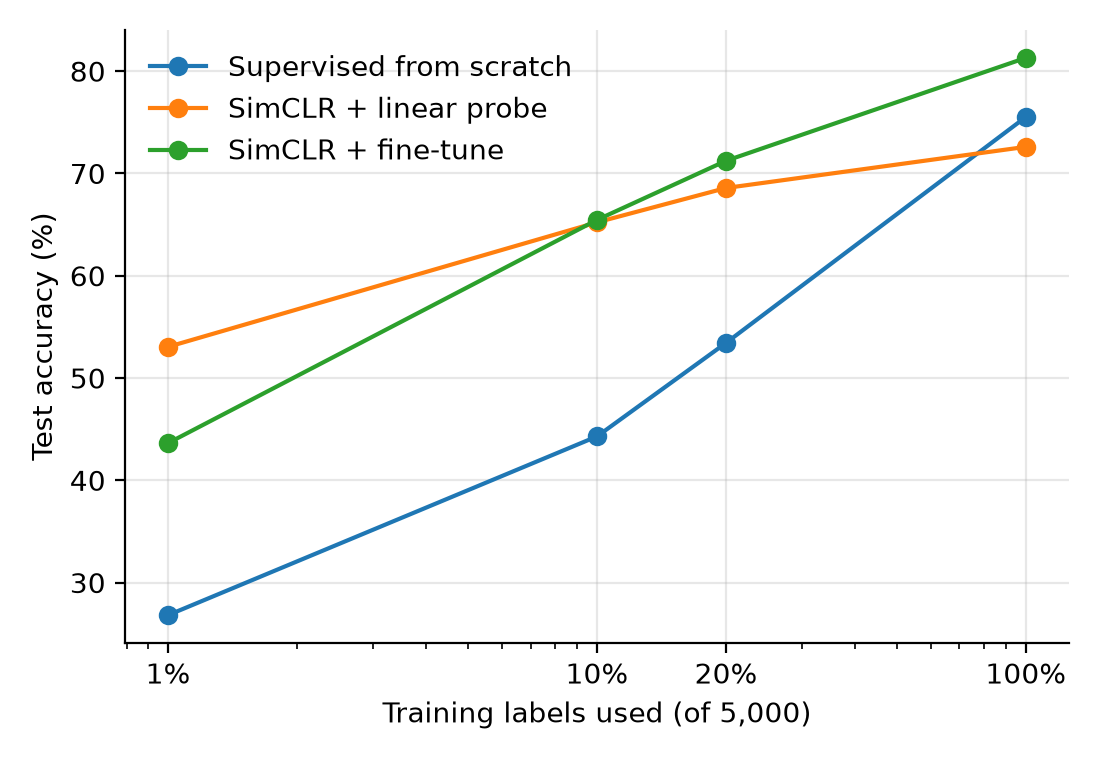 Supervised from scratch
SimCLR + linear probe
SimCLR + fine-tune
80
70
60
50
40
30
Test accuracy (%)
1% 10% 20% 100%
Training labels used (of 5,000)